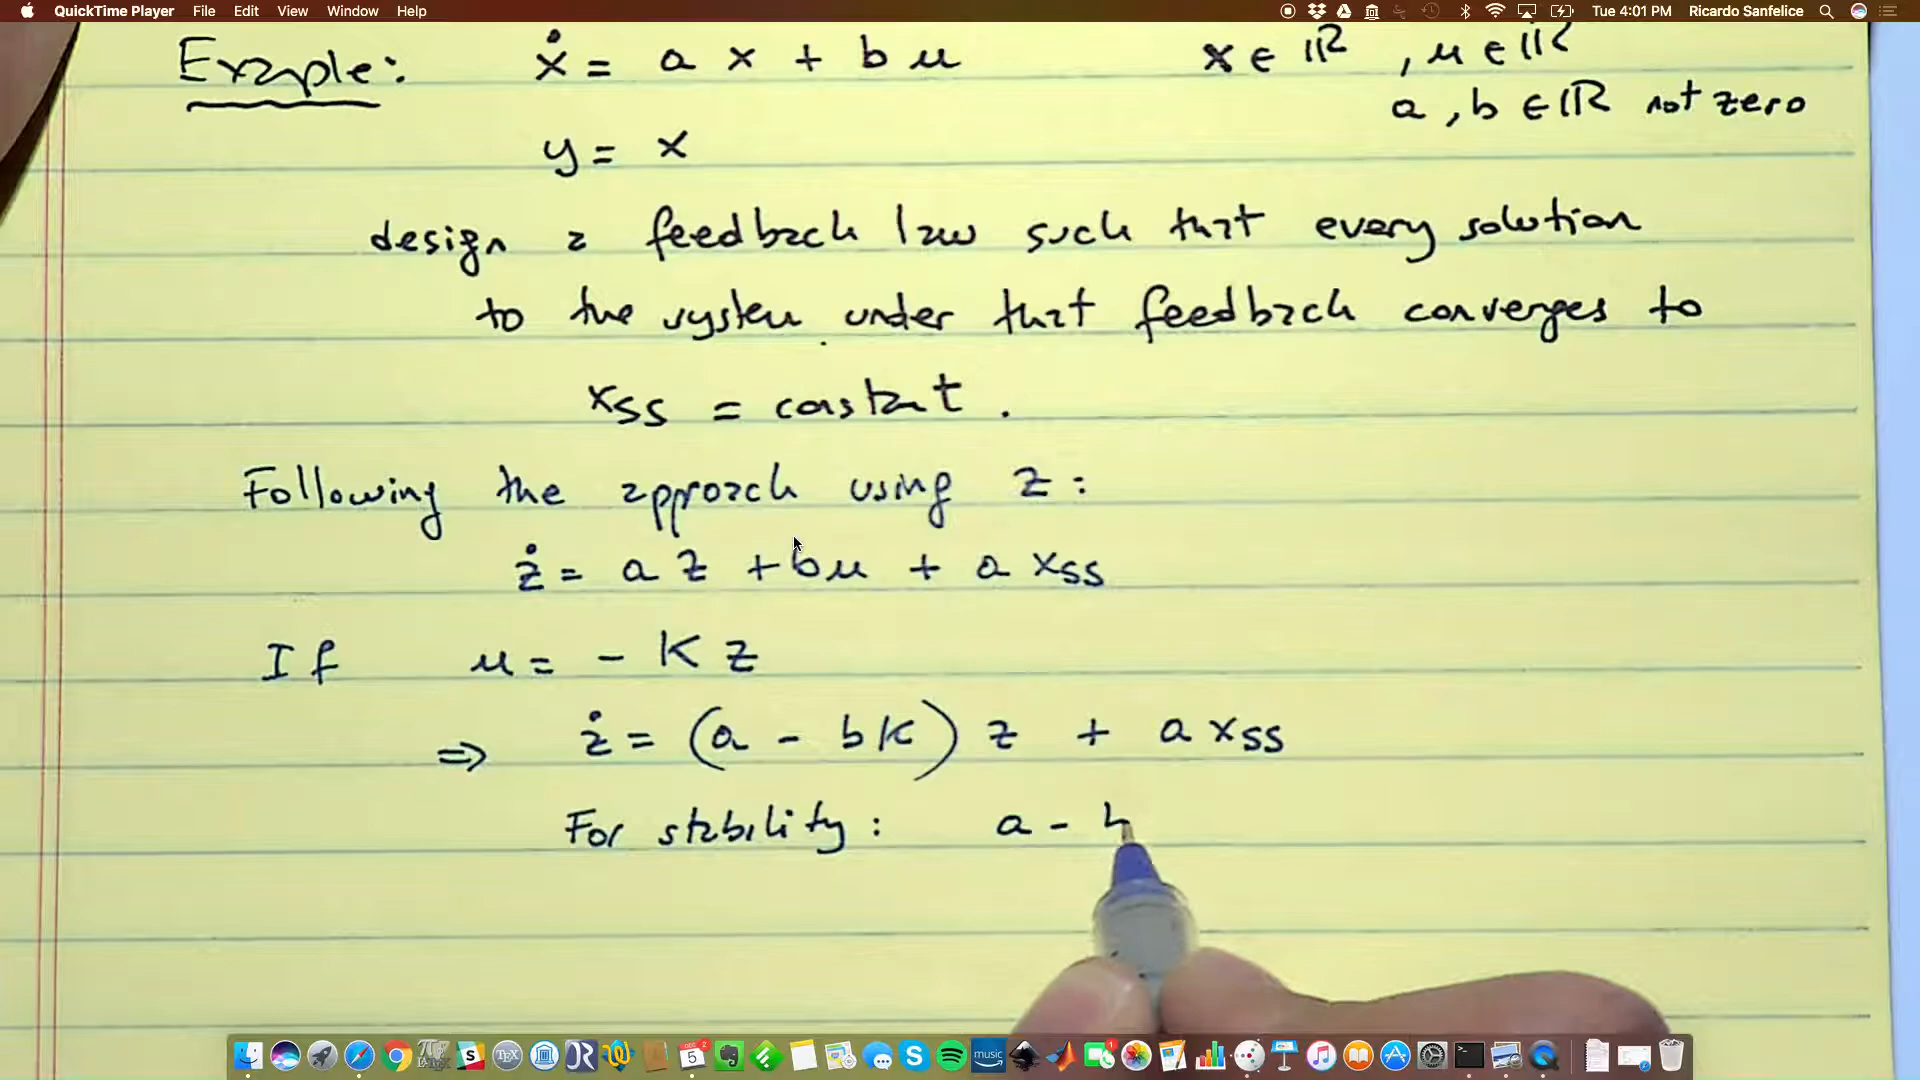 QuickTime Player File Edit View Window Help Tue 4:01 PM Ricardo Sanfelice
Example: ẋ = a x + b u x ∈ ℝ , u ∈ ℝ
a , b ∈ ℝ not zero
y = x
design a feedback law such that every solution
to the system under that feedback converges to
xss = constant .
Following the approach using z :
ż = a z + bu + a xss
If u = - K z
⇒ ż = (a - bK) z + a xss
For stability : a - b